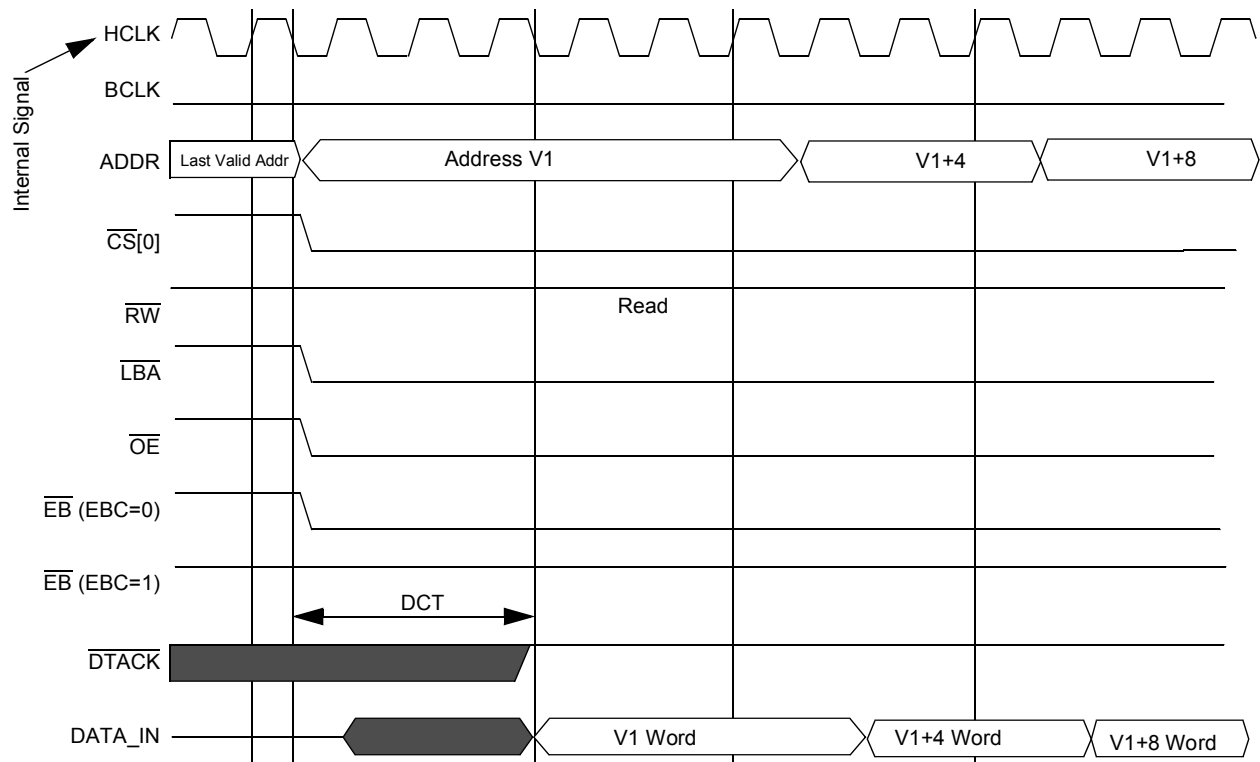 HCLK
Internal Signal
BCLK
ADDR
Last Valid Addr
Address V1
V1+4
V1+8
CS[0]
RW
Read
LBA
OE
EB (EBC=0)
EB (EBC=1)
DCT
DTACK
DATA_IN
V1 Word
V1+4 Word
V1+8 Word